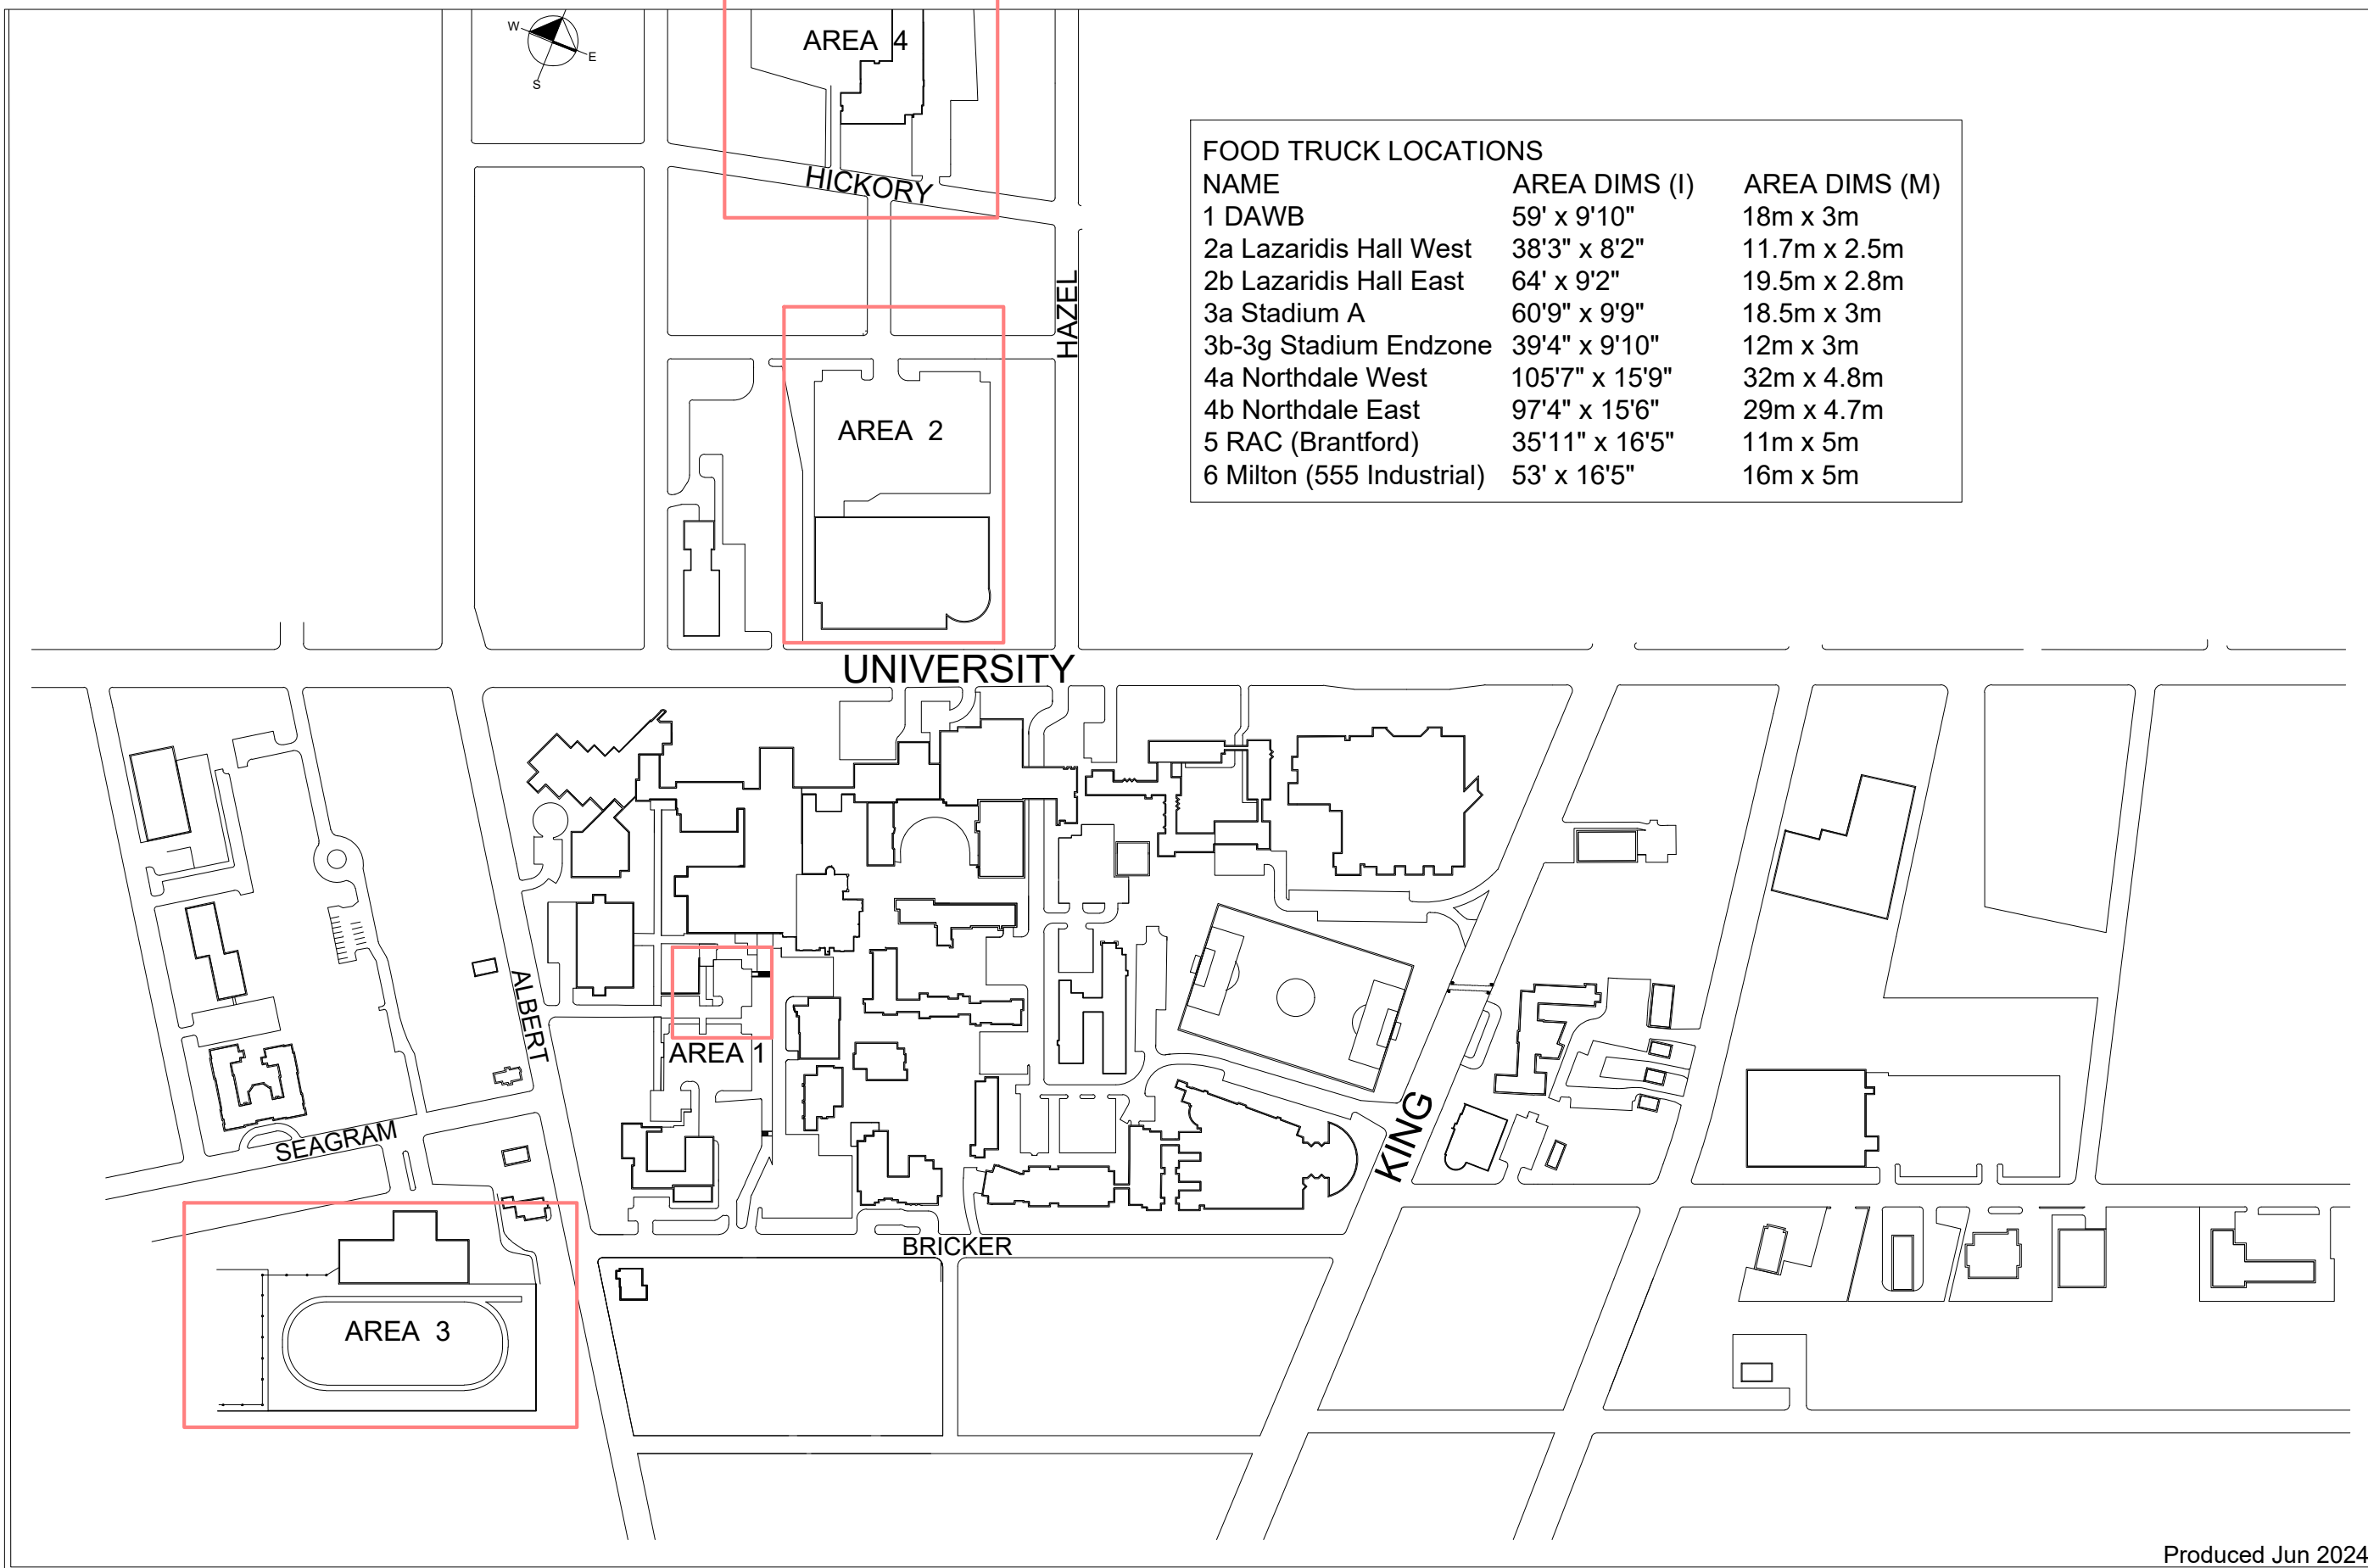 W
E
S
AREA 4
HICKORY
HAZEL
FOOD TRUCK LOCATIONS
NAME AREA DIMS (I) AREA DIMS (M)
1 DAWB 59' x 9'10" 18m x 3m
2a Lazaridis Hall West 38'3" x 8'2" 11.7m x 2.5m
2b Lazaridis Hall East 64' x 9'2" 19.5m x 2.8m
3a Stadium A 60'9" x 9'9" 18.5m x 3m
3b-3g Stadium Endzone 39'4" x 9'10" 12m x 3m
4a Northdale West 105'7" x 15'9" 32m x 4.8m
4b Northdale East 97'4" x 15'6" 29m x 4.7m
5 RAC (Brantford) 35'11" x 16'5" 11m x 5m
6 Milton (555 Industrial) 53' x 16'5" 16m x 5m
AREA 2
UNIVERSITY
ALBERT
AREA 1
SEAGRAM
KING
BRICKER
AREA 3
Produced Jun 2024